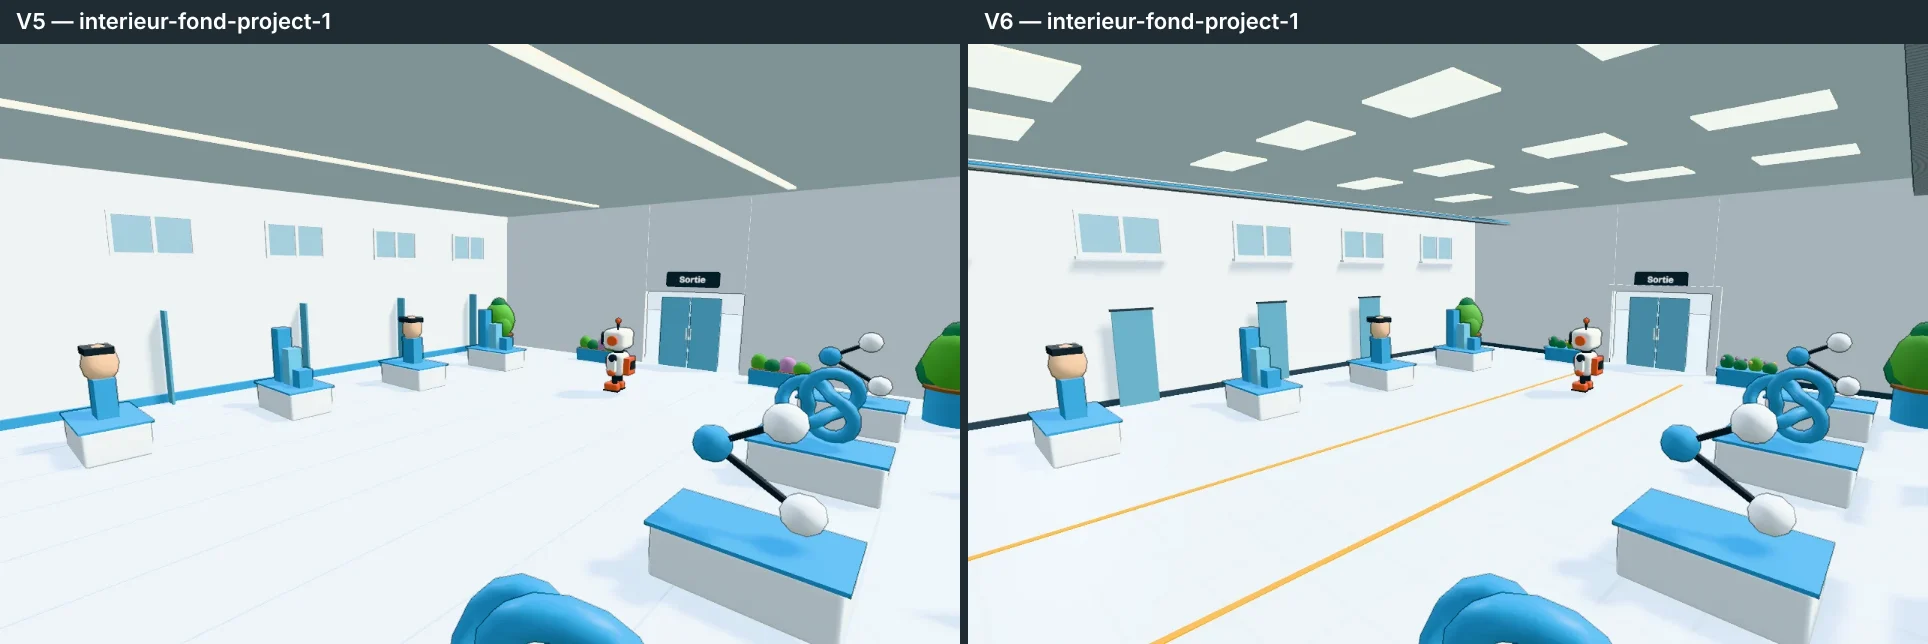 V5 — interieur-fond-project-1
V6 — interieur-fond-project-1
Sortie
Sortie